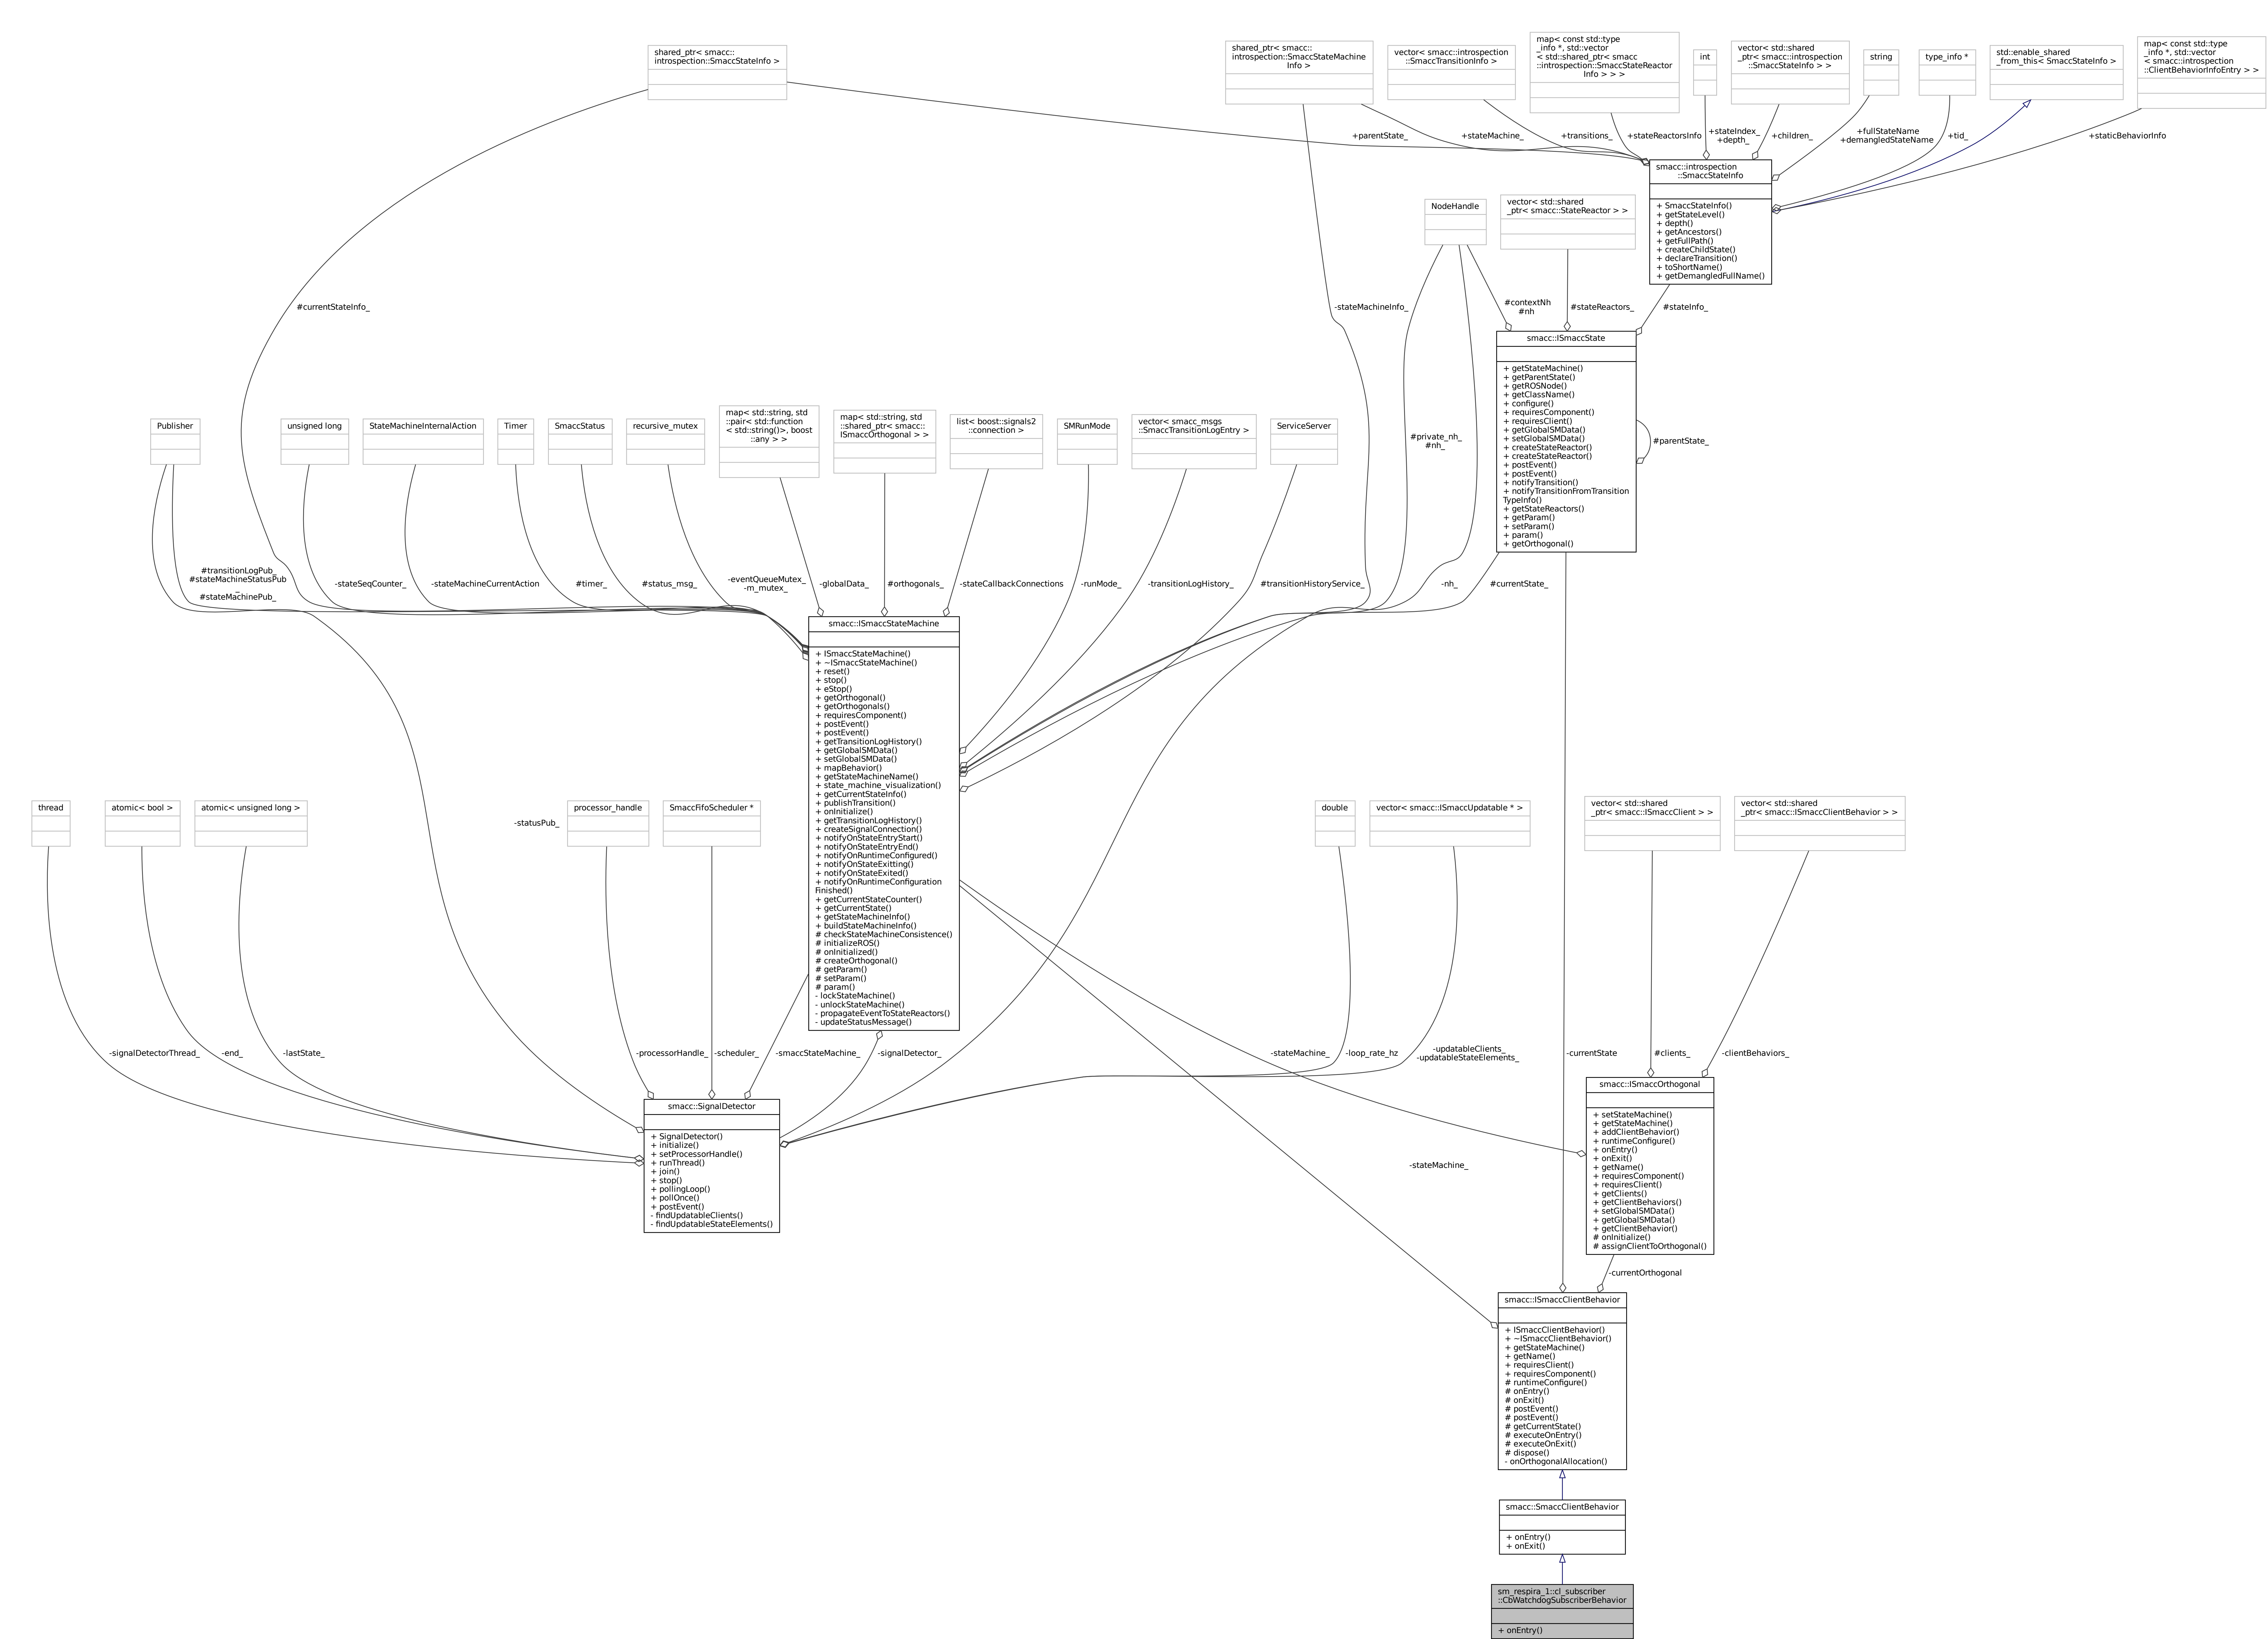 shared_ptr< smacc::
introspection::SmaccStateInfo >
shared_ptr< smacc::
introspection::SmaccStateMachine
Info >
vector< smacc::introspection
::SmaccTransitionInfo >
map< const std::type
_info *, std::vector
< std::shared_ptr< smacc
::introspection::SmaccStateReactor
Info > > >
int
vector< std::shared
_ptr< smacc::introspection
::SmaccStateInfo > >
string
type_info *
std::enable_shared
_from_this< SmaccStateInfo >
map< const std::type
_info *, std::vector
< smacc::introspection
::ClientBehaviorInfoEntry > >
+parentState_
+stateMachine_
+transitions_
+stateReactorsInfo
+stateIndex_
+depth_
+children_
+fullStateName
+demangledStateName
+tid_
+staticBehaviorInfo
smacc::introspection
::SmaccStateInfo
+ SmaccStateInfo()
+ getStateLevel()
+ depth()
+ getAncestors()
+ getFullPath()
+ createChildState()
+ declareTransition()
+ toShortName()
+ getDemangledFullName()
NodeHandle
vector< std::shared
_ptr< smacc::StateReactor > >
#currentStateInfo_
-stateMachineInfo_
#contextNh
#nh
#stateReactors_
#stateInfo_
smacc::ISmaccState
+ getStateMachine()
+ getParentState()
+ getROSNode()
+ getClassName()
+ configure()
+ requiresComponent()
+ requiresClient()
+ getGlobalSMData()
+ setGlobalSMData()
+ createStateReactor()
+ createStateReactor()
+ postEvent()
+ postEvent()
+ notifyTransition()
+ notifyTransitionFromTransition
TypeInfo()
+ getStateReactors()
+ getParam()
+ setParam()
+ param()
+ getOrthogonal()
#parentState_
#private_nh_
#nh_
Publisher
unsigned long
StateMachineInternalAction
Timer
SmaccStatus
recursive_mutex
map< std::string, std
::pair< std::function
< std::string()>, boost
::any > >
map< std::string, std
::shared_ptr< smacc::
ISmaccOrthogonal > >
list< boost::signals2
::connection >
SMRunMode
vector< smacc_msgs
::SmaccTransitionLogEntry >
ServiceServer
#transitionLogPub_
#stateMachineStatusPub
_
#stateMachinePub_
-stateSeqCounter_
-stateMachineCurrentAction
#timer_
#status_msg_
-eventQueueMutex_
-m_mutex_
-globalData_
#orthogonals_
-stateCallbackConnections
-runMode_
-transitionLogHistory_
#transitionHistoryService_
-nh_
#currentState_
smacc::ISmaccStateMachine
+ ISmaccStateMachine()
+ ~ISmaccStateMachine()
+ reset()
+ stop()
+ eStop()
+ getOrthogonal()
+ getOrthogonals()
+ requiresComponent()
+ postEvent()
+ postEvent()
+ getTransitionLogHistory()
+ getGlobalSMData()
+ setGlobalSMData()
+ mapBehavior()
+ getStateMachineName()
+ state_machine_visualization()
+ getCurrentStateInfo()
+ publishTransition()
+ onInitialize()
+ getTransitionLogHistory()
+ createSignalConnection()
+ notifyOnStateEntryStart()
+ notifyOnStateEntryEnd()
+ notifyOnRuntimeConfigured()
+ notifyOnStateExitting()
+ notifyOnStateExited()
+ notifyOnRuntimeConfiguration
Finished()
+ getCurrentStateCounter()
+ getCurrentState()
+ getStateMachineInfo()
+ buildStateMachineInfo()
# checkStateMachineConsistence()
# initializeROS()
# onInitialized()
# createOrthogonal()
# getParam()
# setParam()
# param()
- lockStateMachine()
- unlockStateMachine()
- propagateEventToStateReactors()
- updateStatusMessage()
thread
atomic< bool >
atomic< unsigned long >
-statusPub_
processor_handle
SmaccFifoScheduler *
double
vector< smacc::ISmaccUpdatable * >
vector< std::shared
_ptr< smacc::ISmaccClient > >
vector< std::shared
_ptr< smacc::ISmaccClientBehavior > >
-signalDetectorThread_
-end_
-lastState_
-processorHandle_
-scheduler_
-smaccStateMachine_
-signalDetector_
-stateMachine_
-loop_rate_hz
-updatableClients_
-updatableStateElements_
-currentState
#clients_
-clientBehaviors_
smacc::SignalDetector
+ SignalDetector()
+ initialize()
+ setProcessorHandle()
+ runThread()
+ join()
+ stop()
+ pollingLoop()
+ pollOnce()
+ postEvent()
- findUpdatableClients()
- findUpdatableStateElements()
smacc::ISmaccOrthogonal
+ setStateMachine()
+ getStateMachine()
+ addClientBehavior()
+ runtimeConfigure()
+ onEntry()
+ onExit()
+ getName()
+ requiresComponent()
+ requiresClient()
+ getClients()
+ getClientBehaviors()
+ setGlobalSMData()
+ getGlobalSMData()
+ getClientBehavior()
# onInitialize()
# assignClientToOrthogonal()
-stateMachine_
-currentOrthogonal
smacc::ISmaccClientBehavior
+ ISmaccClientBehavior()
+ ~ISmaccClientBehavior()
+ getStateMachine()
+ getName()
+ requiresClient()
+ requiresComponent()
# runtimeConfigure()
# onEntry()
# onExit()
# postEvent()
# postEvent()
# getCurrentState()
# executeOnEntry()
# executeOnExit()
# dispose()
- onOrthogonalAllocation()
smacc::SmaccClientBehavior
+ onEntry()
+ onExit()
sm_respira_1::cl_subscriber
::CbWatchdogSubscriberBehavior
+ onEntry()